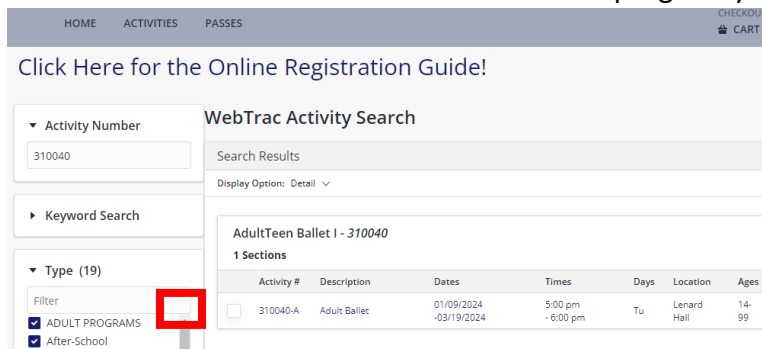 CHECKOU
HOME ACTIVITIES PASSES CART
Click Here for the Online Registration Guide!
Activity Number
310040
Keyword Search
Type (19)
Filter
ADULT PROGRAMS
After-School
WebTrac Activity Search
Search Results
Display Option: Detail
AdultTeen Ballet I - 310040
1 Sections
Activity # Description Dates Times Days Location Ages
310040-A Adult Ballet 01/09/2024 5:00 pm Tu Lenard 14-
-03/19/2024 - 6:00 pm Hall 99